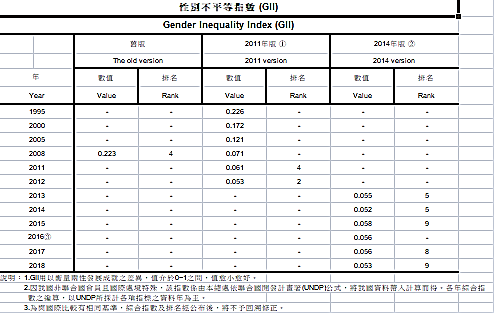 性別不平等指數 (GII)
Gender Inequality Index (GII)
舊版 2011年版 ① 2014年版 ②
The old version 2011 version 2014 version
年 數值 排名 數值 排名 數值 排名
Year Value Rank Value Rank Value Rank
1995 - - 0.226 - - -
2000 - - 0.172 - - -
2005 - - 0.121 - - -
2008 0.223 4 0.071 - - -
2011 - - 0.061 4 - -
2012 - - 0.053 2 - -
2013 - - - - 0.055 5
2014 - - - - 0.052 5
2015 - - - - 0.058 9
2016③ - - - - 0.056 -
2017 - - - - 0.056 8
2018 - - - - 0.053 9
說明：1.GII用以衡量兩性發展成就之差異，值介於0~1之間，值愈小愈好。
2.因我國非聯合國會員且國際處境特殊，該指數係由本總處依聯合國開發計畫署(UNDP)公式，將我國資料帶入計算而得。各年綜合指
數之推算，以UNDP所採計各項指標之資料年為主。
3.為與國際比較有相同基準，綜合指數及排名經公布後，將不予回溯修正。